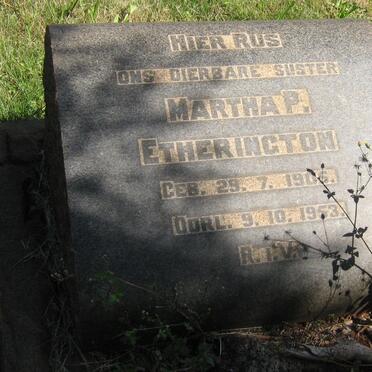 HIER RUS
ONS DIERBARE SUSTER
MARTHA P.
ETHERINGTON
GEB. 29. 7.
OORL. 9. 10.
R.I.V.